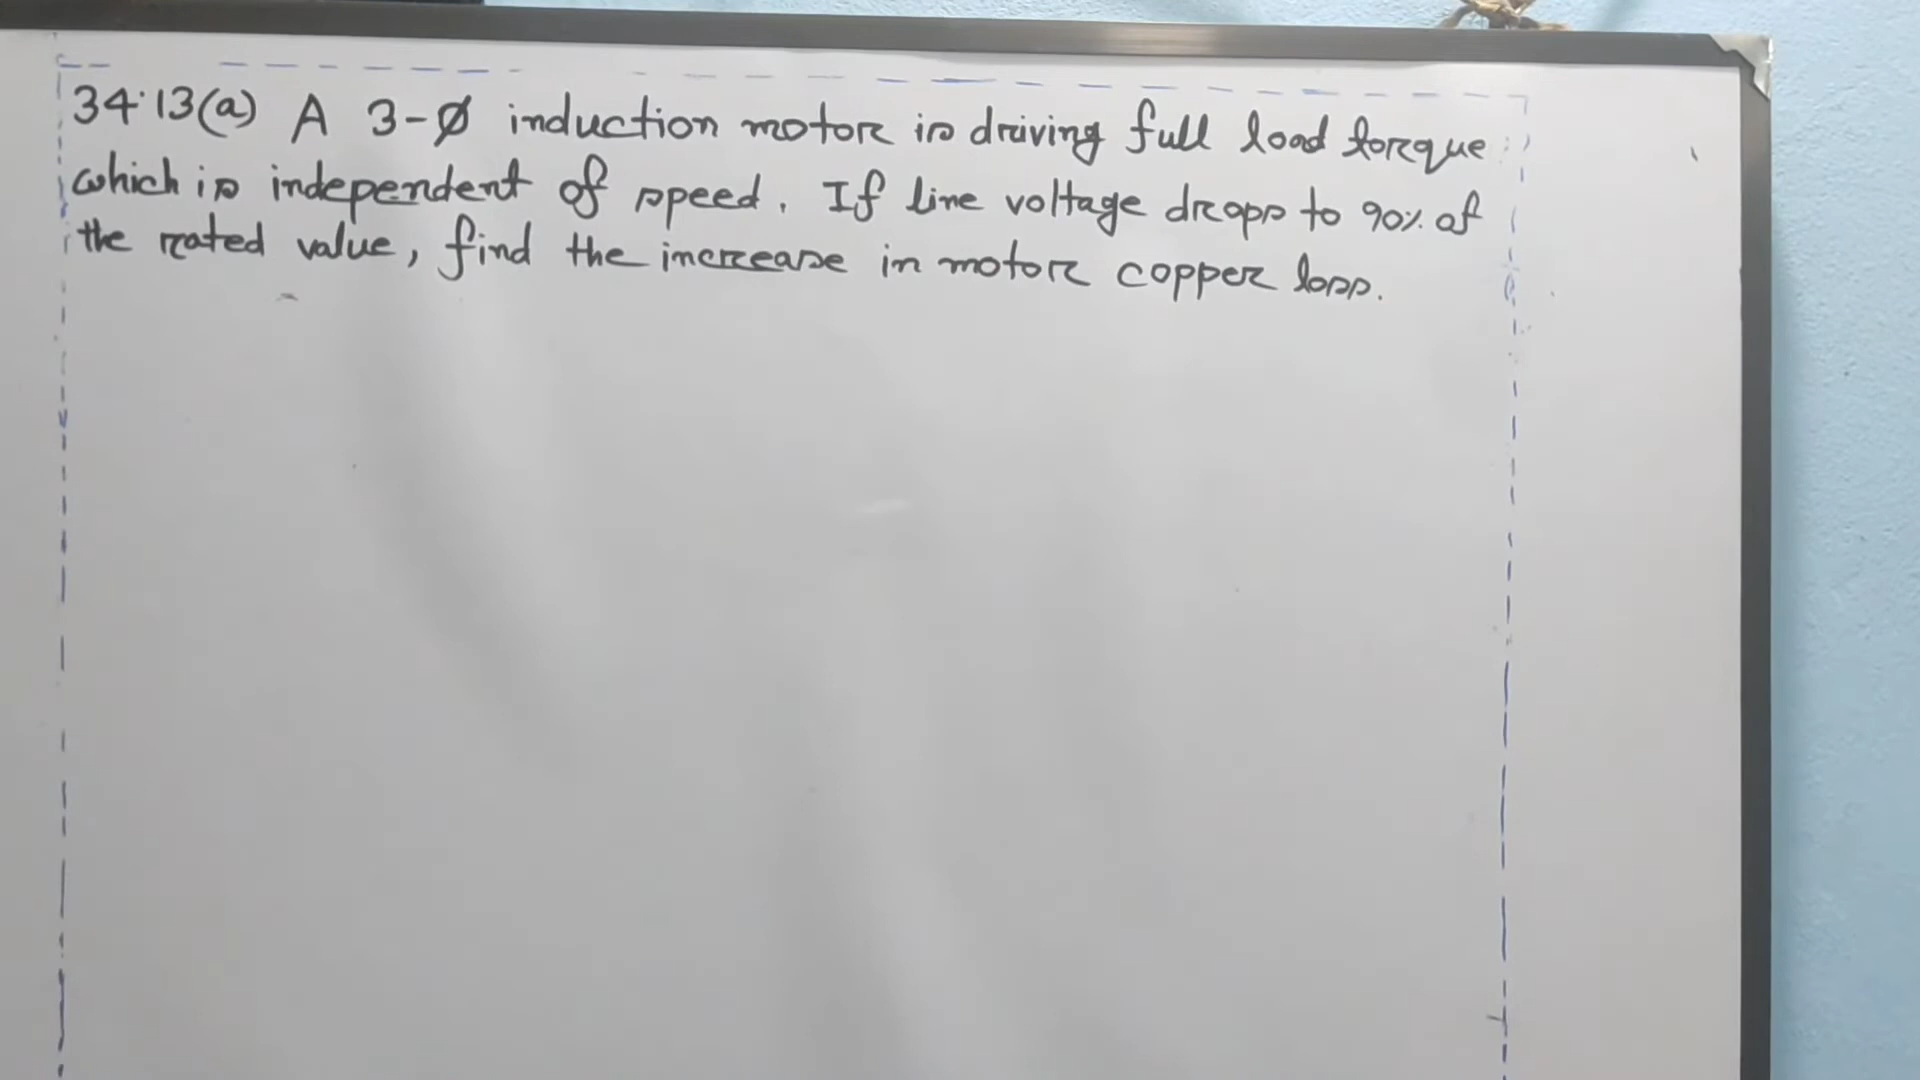 34.13(a) A 3-Ø induction motor is driving full load torque
which is independent of speed. If line voltage drops to 90% of
the rated value, find the increase in motor copper loss.